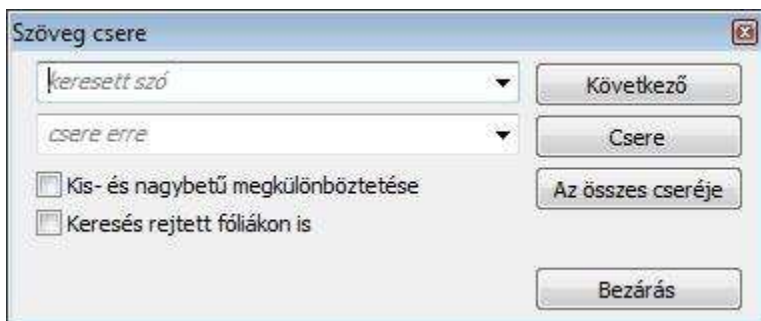 Szöveg csere
keresett szó
Következő
csere erre
Csere
Kis- és nagybetű megkülönböztetése
Az összes cseréje
Keresés rejtett fóliákon is
Bezárás